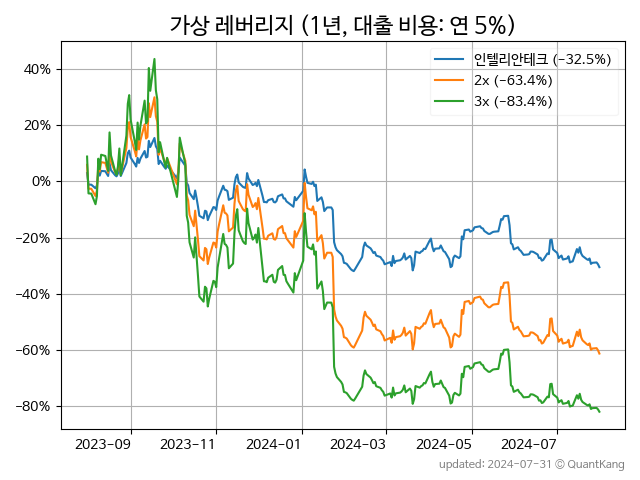 가상 레버리지 (1년, 대출 비용: 연 5%)
인텔리안테크 (−32.5%)
2x (−63.4%)
3x (−83.4%)
40%
20%
0%
−20%
−40%
−60%
−80%
2023-09 2023-11 2024-01 2024-03 2024-05 2024-07
updated: 2024-07-31 © QuantKang